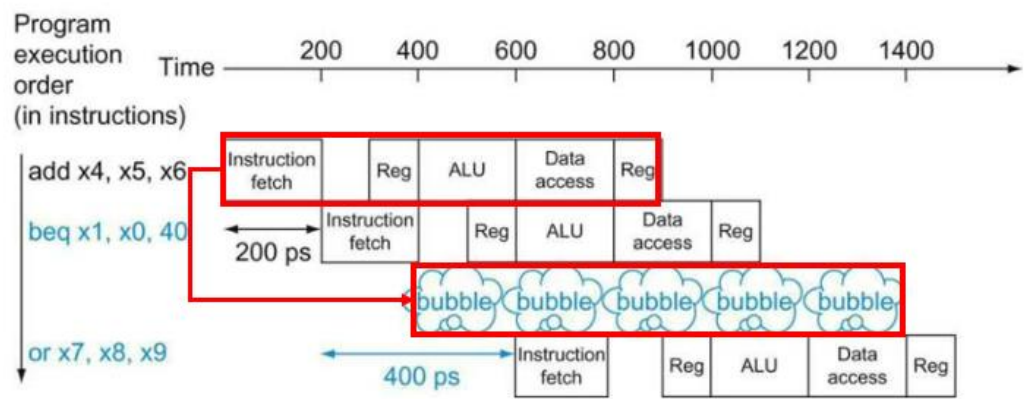 Program
execution
order
(in instructions)
Time
200 400 600 800 1000 1200 1400
add x4, x5, x6
Instruction
fetch
Reg
ALU
Data
access
Reg
beq x1, x0, 40
200 ps
Instruction
fetch
Reg
ALU
Data
access
Reg
bubble bubble bubble bubble bubble
or x7, x8, x9
400 ps
Instruction
fetch
Reg
ALU
Data
access
Reg